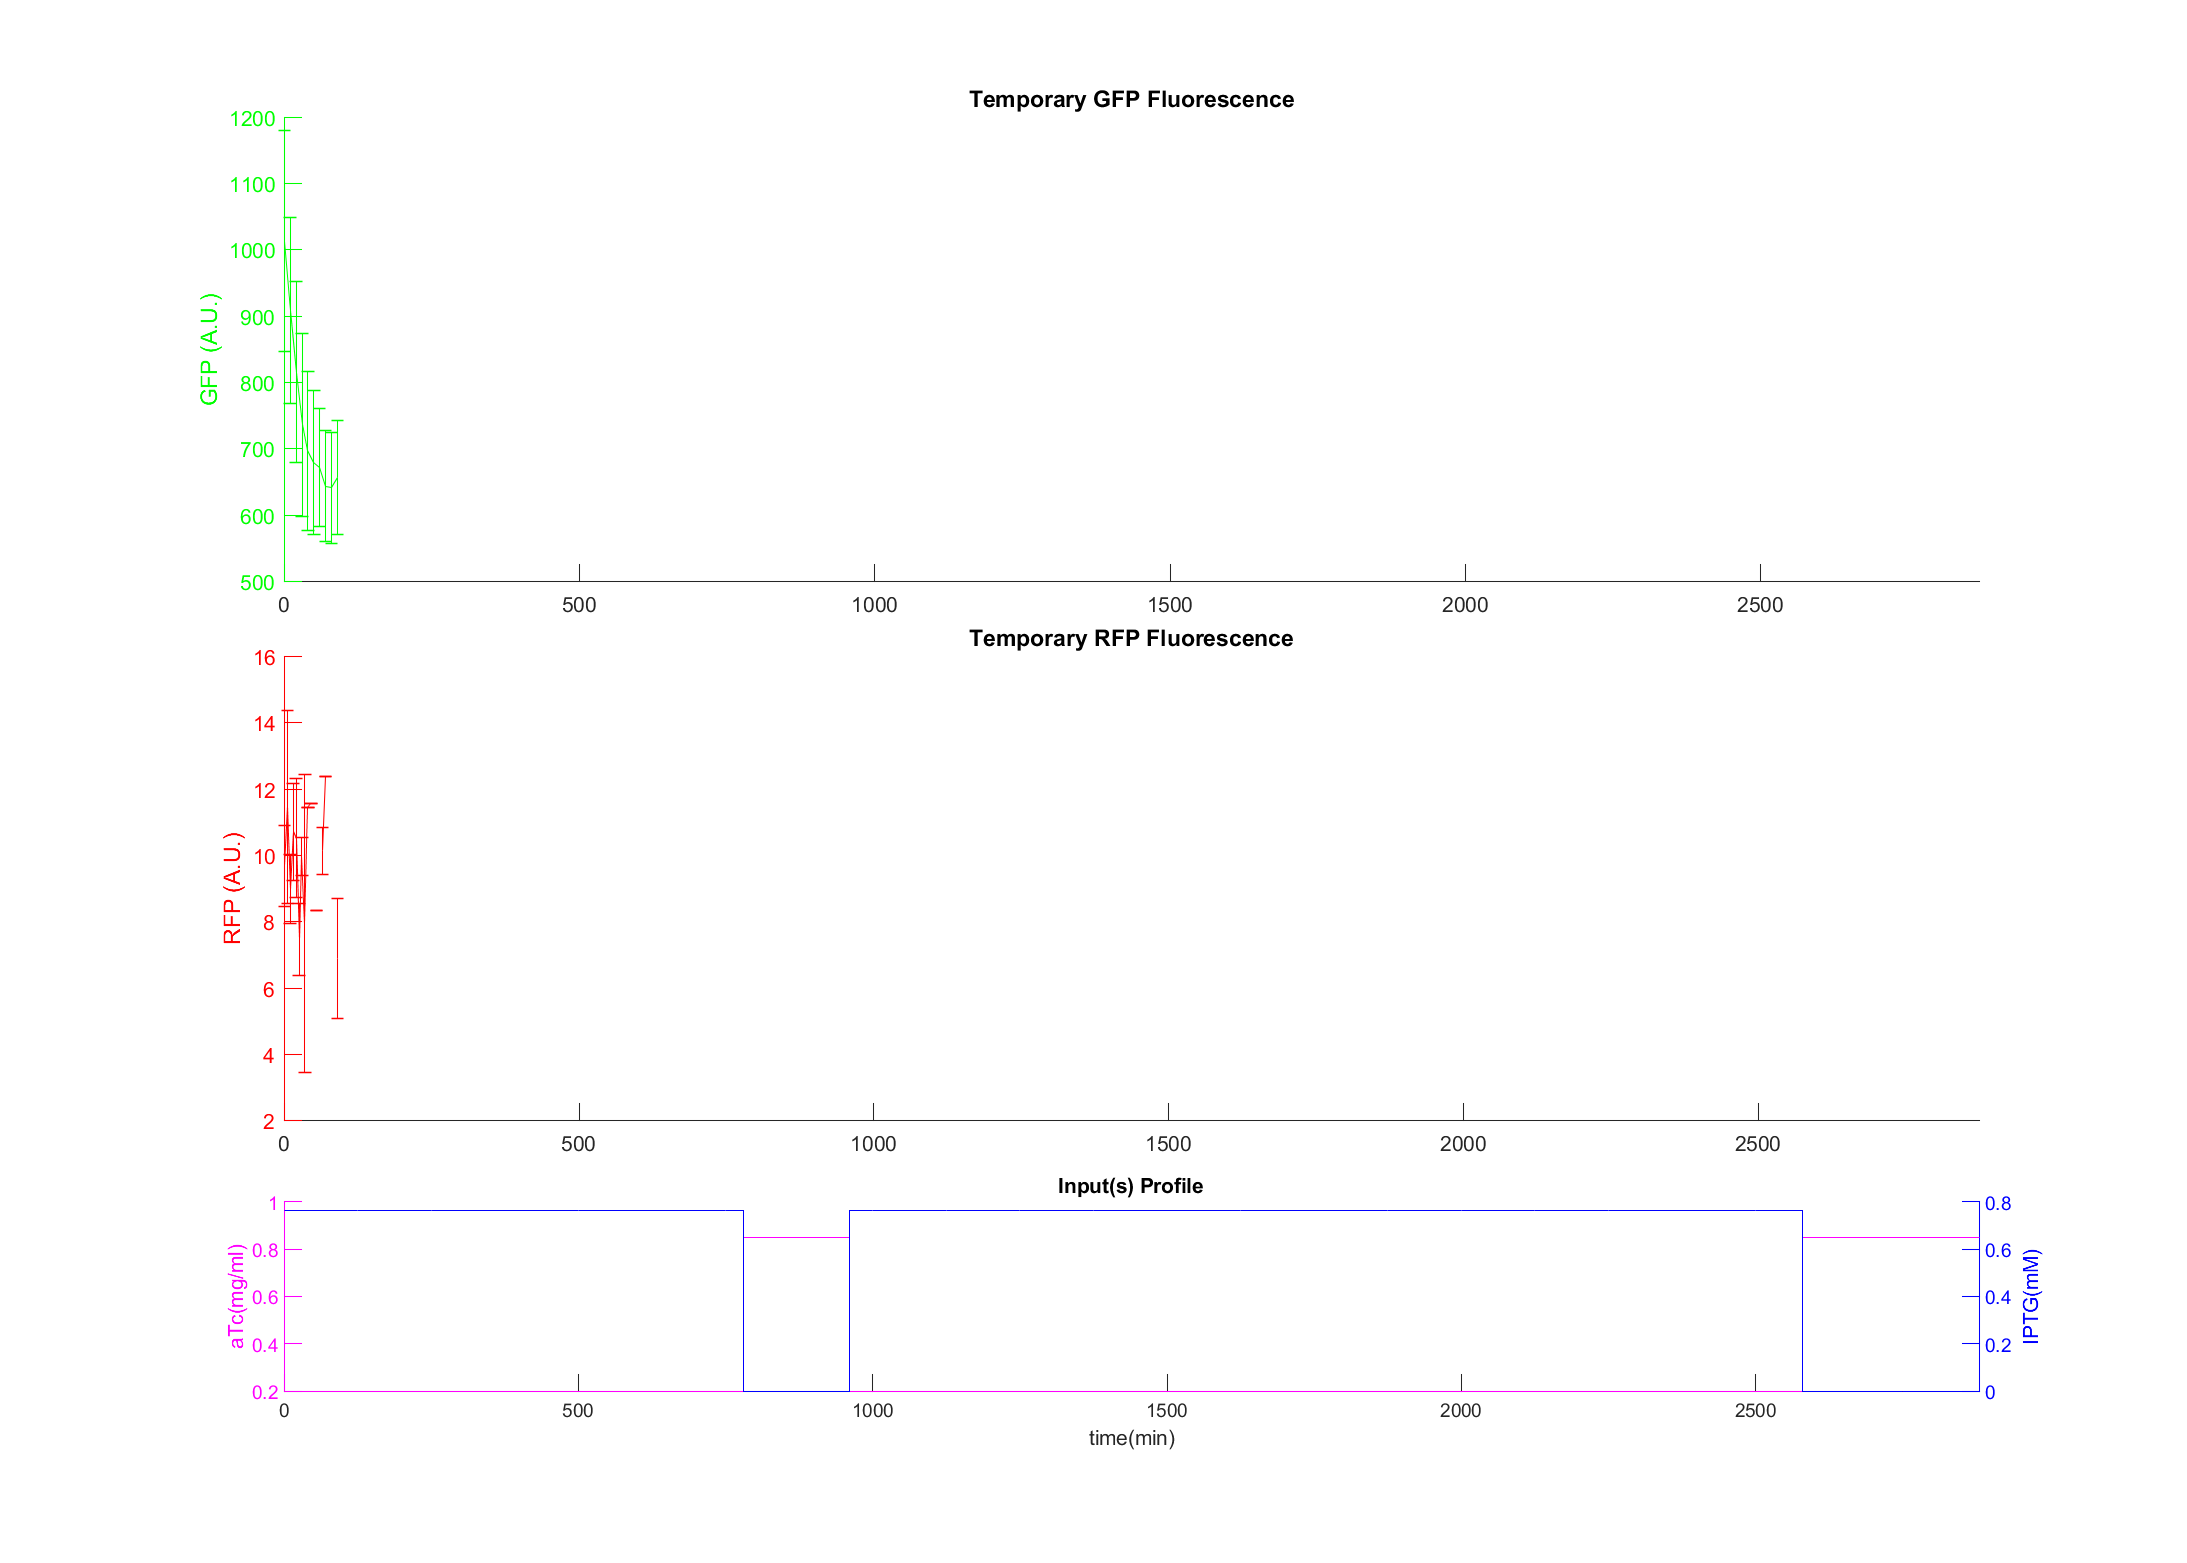 Temporary GFP Fluorescence
1200
1100
1000
900
800
700
600
500
GFP (A.U.)
0 500 1000 1500 2000 2500
Temporary RFP Fluorescence
16
14
12
10
8
6
4
2
RFP (A.U.)
0 500 1000 1500 2000 2500
Input(s) Profile
1 0.8
0.8 0.6
0.6 0.4
0.4 0.2
0.2 0
aTc(mg/ml)
IPTG(mM)
0 500 1000 1500 2000 2500
time(min)